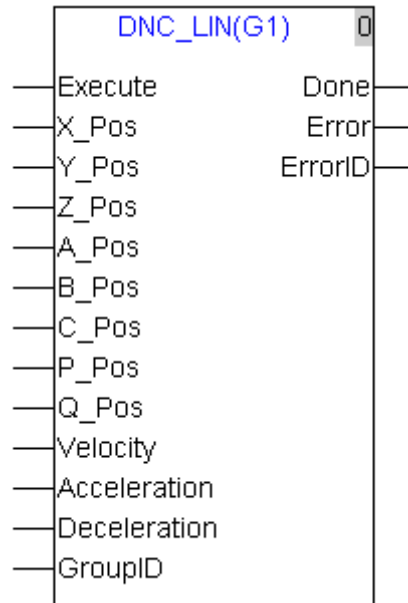 DNC_LIN(G1) 0
Execute Done
X_Pos Error
Y_Pos ErrorID
Z_Pos
A_Pos
B_Pos
C_Pos
P_Pos
Q_Pos
Velocity
Acceleration
Deceleration
GroupID